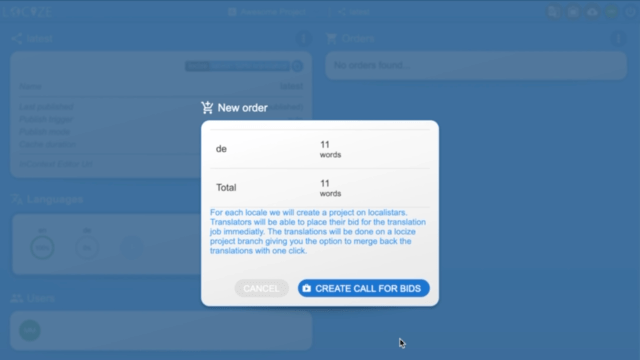 Orders
No orders found...
Languages
Users
New order
de
11
words
Total
11
words
For each locale we will create a project on localistars.
Translators will be able to place their bid for the translation
job immediatly. The translations will be done on a locize
project branch giving you the option to merge back the
translations with one click.
CANCEL
CREATE CALL FOR BIDS